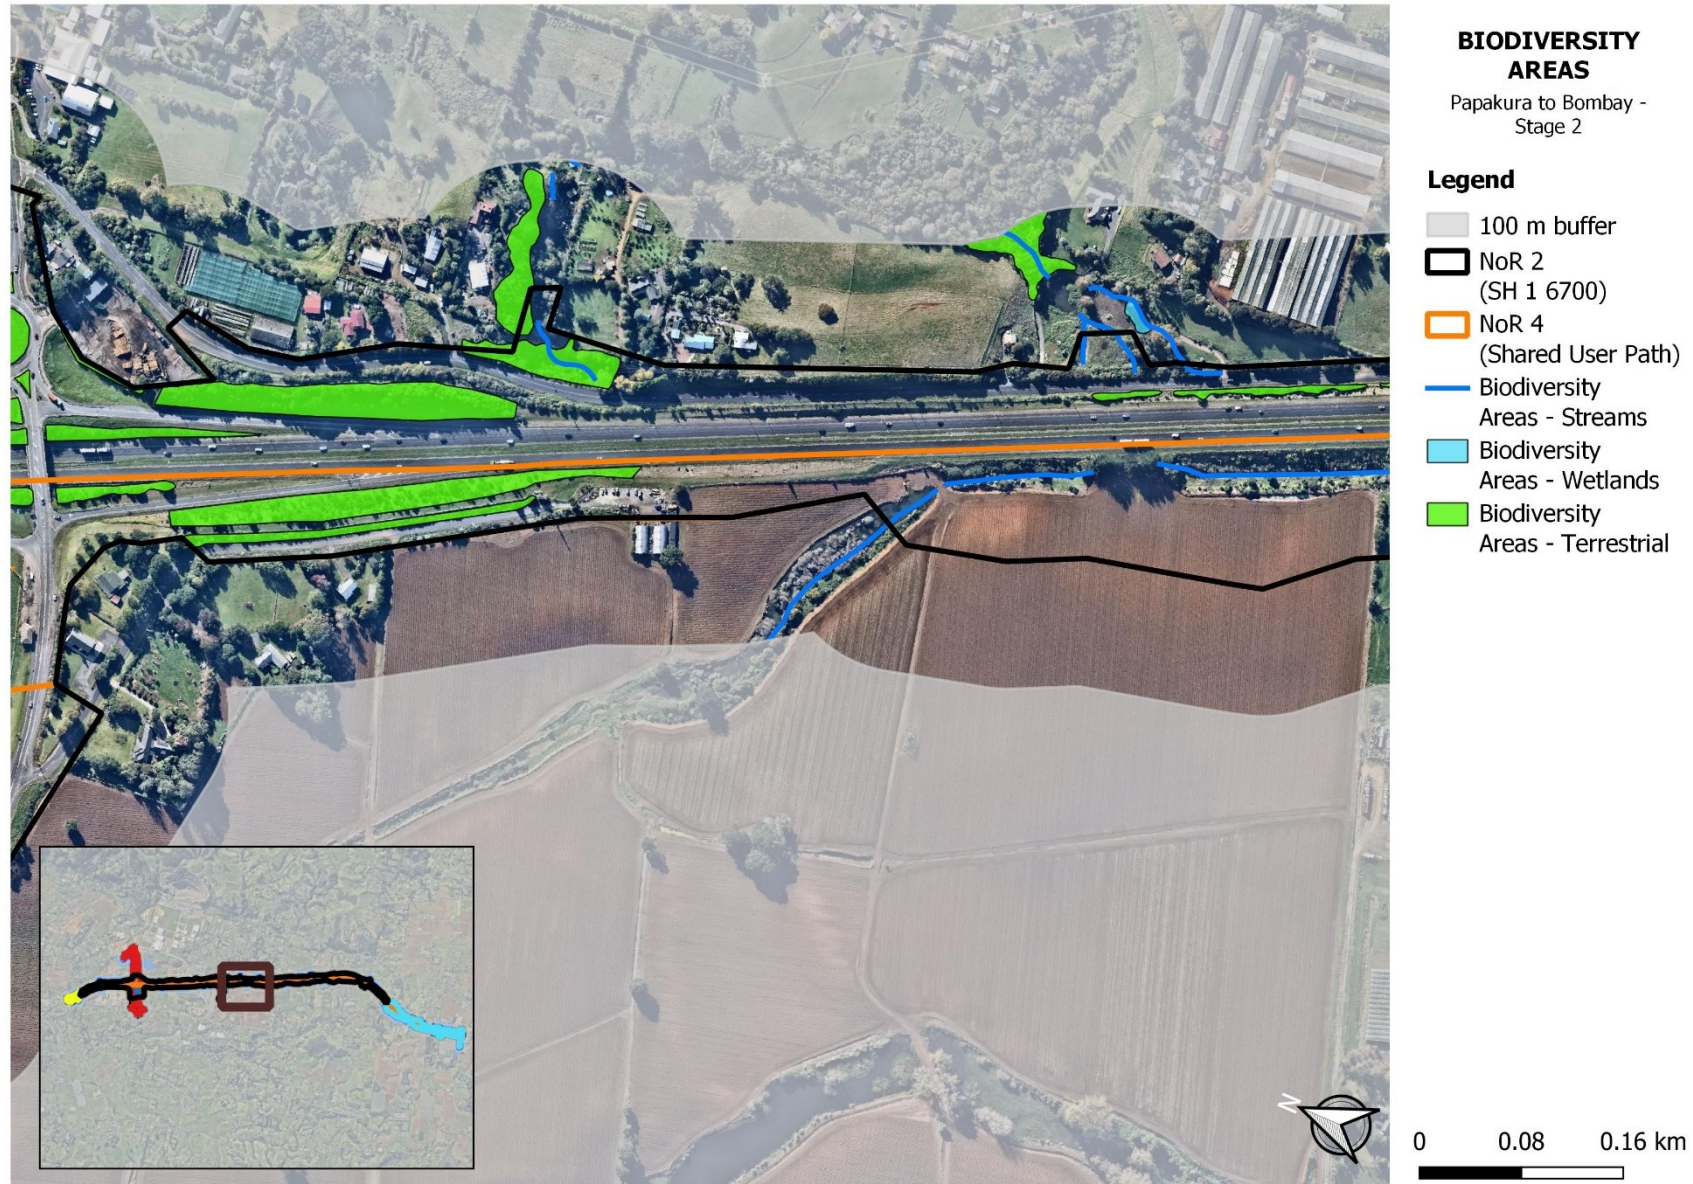 BIODIVERSITY
AREAS
Papakura to Bombay -
Stage 2
Legend
100 m buffer
NoR 2
(SH 1 6700)
NoR 4
(Shared User Path)
Biodiversity
Areas - Streams
Biodiversity
Areas - Wetlands
Biodiversity
Areas - Terrestrial
N
0 0.08 0.16 km